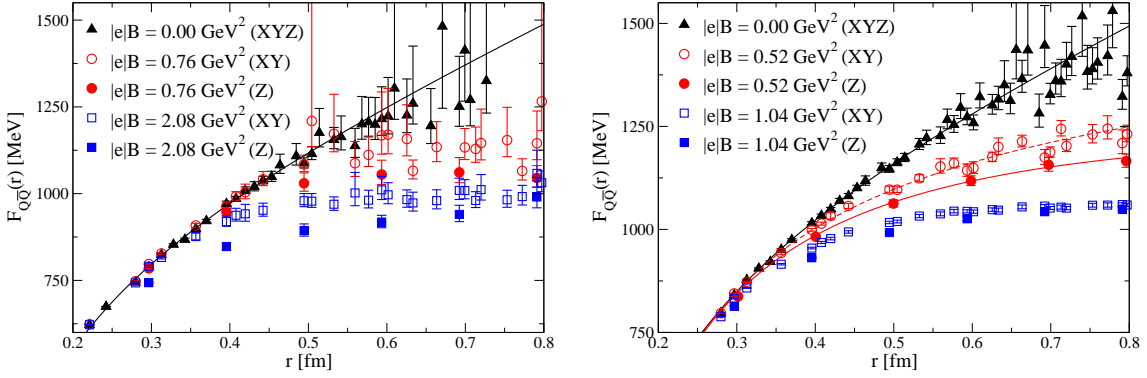 1500
1250
1000
750
F_QQ̅(r) [MeV]
|e|B = 0.00 GeV² (XYZ)
|e|B = 0.76 GeV² (XY)
|e|B = 0.76 GeV² (Z)
|e|B = 2.08 GeV² (XY)
|e|B = 2.08 GeV² (Z)
0.2 0.3 0.4 0.5 0.6 0.7 0.8
r [fm]
1500
1250
1000
750
F_QQ̅(r) [MeV]
|e|B = 0.00 GeV² (XYZ)
|e|B = 0.52 GeV² (XY)
|e|B = 0.52 GeV² (Z)
|e|B = 1.04 GeV² (XY)
|e|B = 1.04 GeV² (Z)
0.2 0.3 0.4 0.5 0.6 0.7 0.8
r [fm]